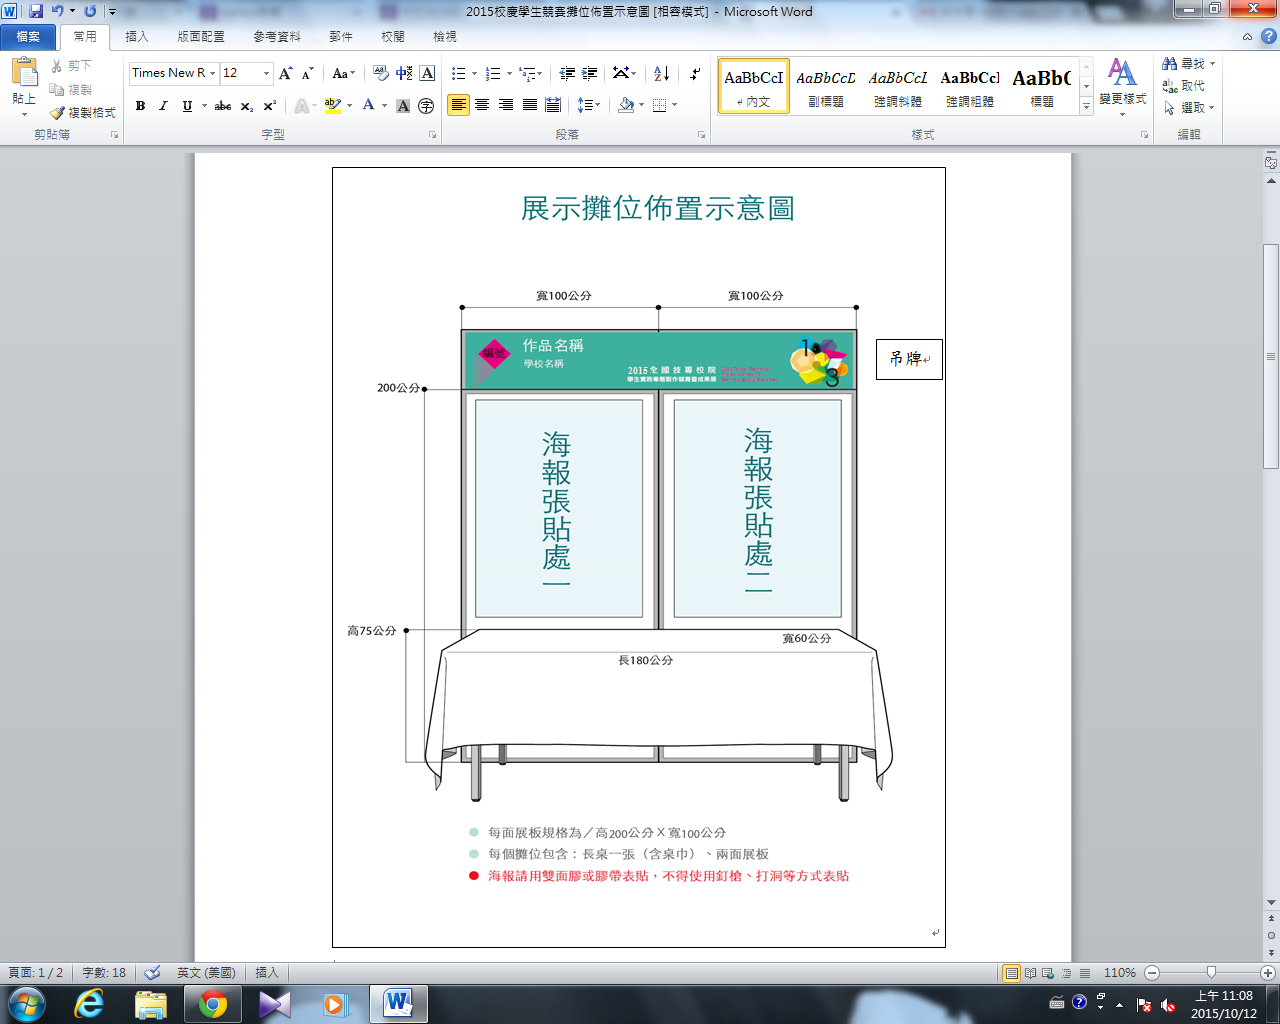 2015校慶學生競賽攤位佈置示意圖 [相容模式] - Microsoft Word
檔案 常用 插入 版面配置 參考資料 郵件 校閱 檢視
貼上
剪下
複製
複製格式
剪貼簿
Times New R 12
字型
段落
AaBbCcI AaBbCcD AaBbCcI AaBbCcI AaBbC
內文 副標題 強調斜體 強調粗體 標題
變更樣式
樣式
尋找
取代
選取
編輯
展示攤位佈置示意圖
寬100公分 寬100公分
編號
作品名稱
學校名稱
2015全國技專校院
學生實務專題製作競賽暨成果展
吊牌
200公分
海報張貼處一
海報張貼處二
高75公分
寬60公分
長180公分
每面展板規格為／高200公分×寬100公分
每個攤位包含：長桌一張（含桌巾）、兩面展板
海報請用雙面膠或膠帶表貼，不得使用釘槍、打洞等方式表貼
頁面: 1 / 2 字數: 18 英文 (美國) 插入 110%
上午 11:08
2015/10/12